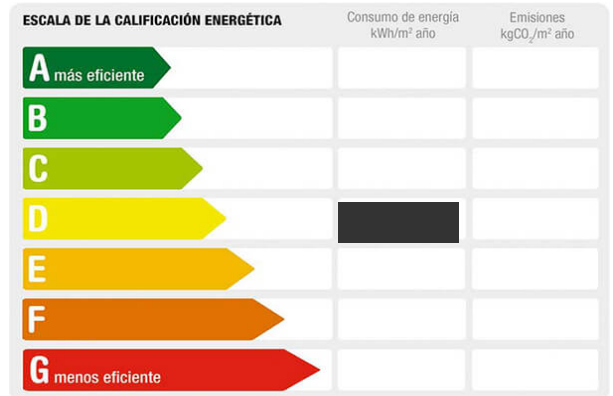 ESCALA DE LA CALIFICACIÓN ENERGÉTICA
Consumo de energía
kWh/m² año
Emisiones
kgCO₂/m² año
A más eficiente
B
C
D
E
F
G menos eficiente